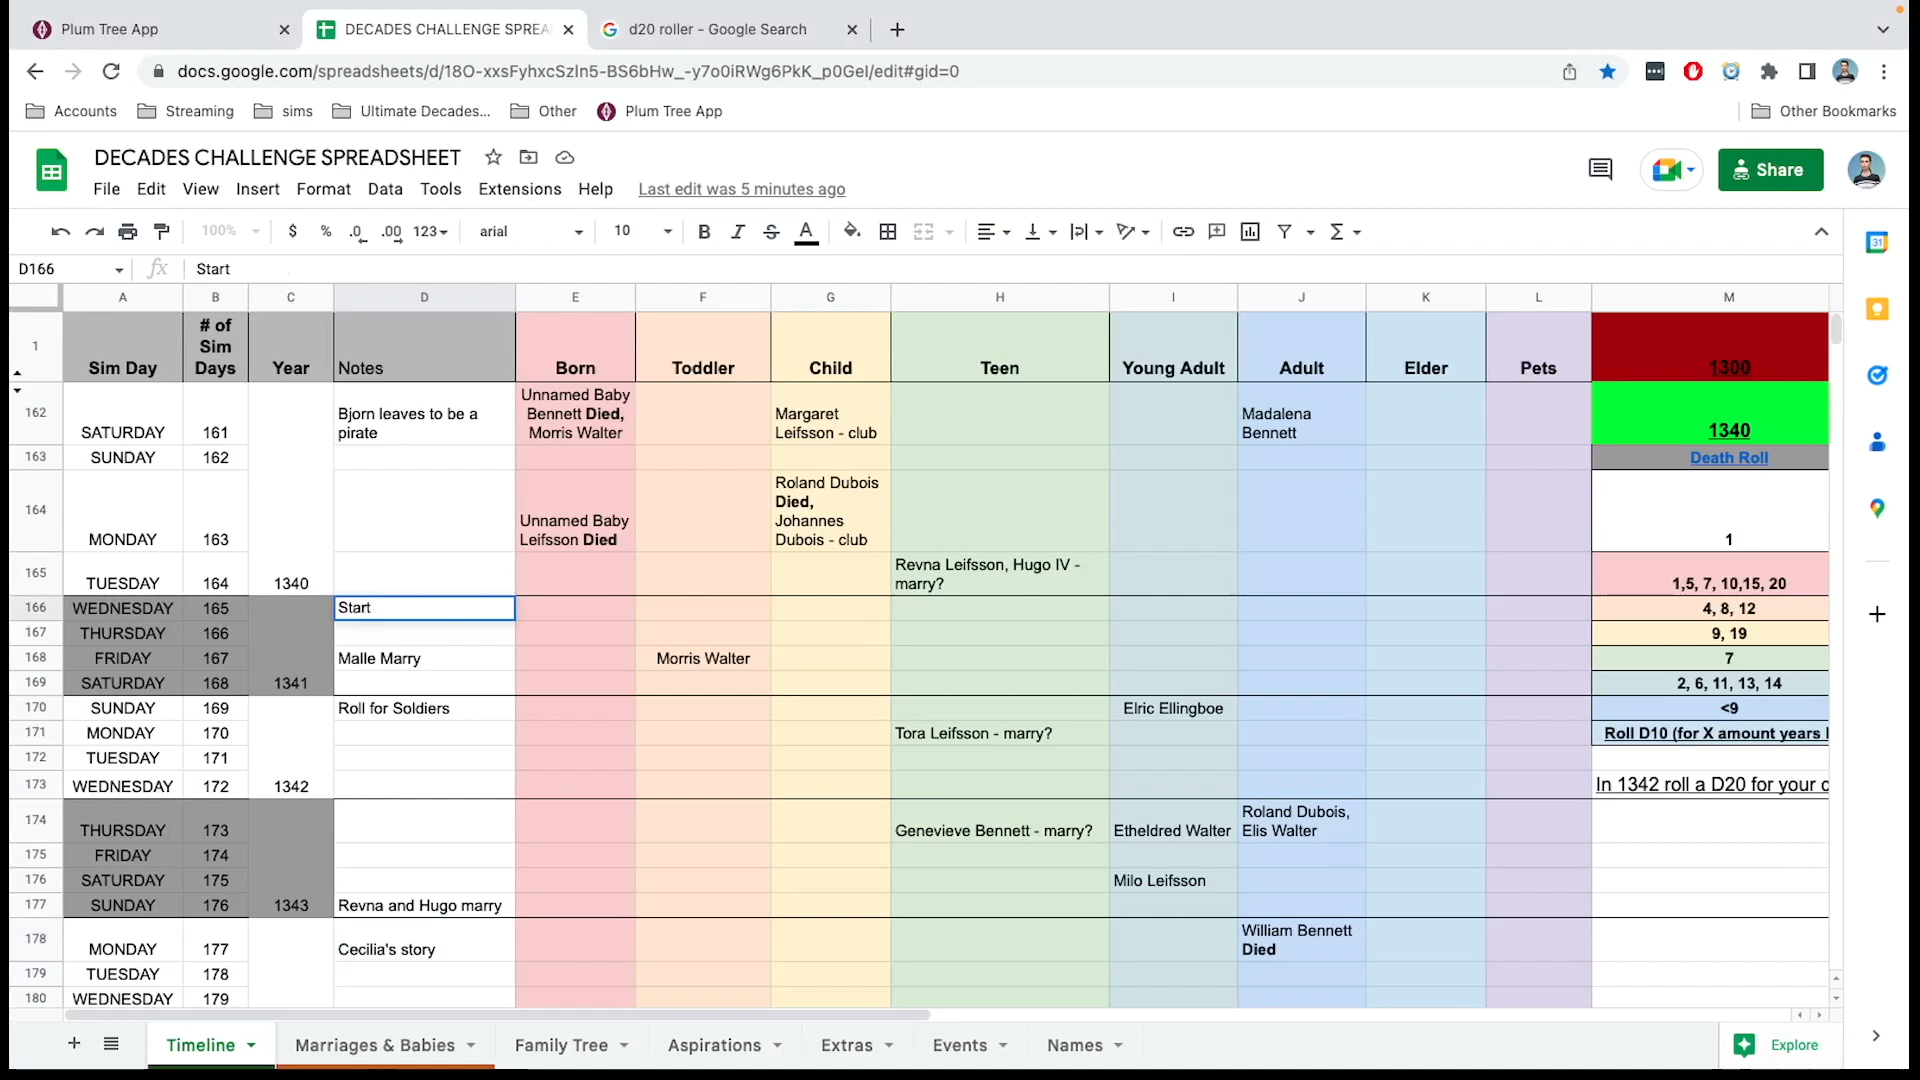 Plum Tree App
DECADES CHALLENGE SPREA
d20 roller - Google Search
docs.google.com/spreadsheets/d/18O-xxsFyhxcSzIn5-BS6bHw_-y7o0iRWg6PkK_p0GeI/edit#gid=0
Accounts Streaming sims Ultimate Decades... Other Plum Tree App Other Bookmarks
DECADES CHALLENGE SPREADSHEET
File Edit View Insert Format Data Tools Extensions Help Last edit was 5 minutes ago
Share
100% $ % .0 .00 123 arial 10 B I S A
31
D166 fx Start
A B C D E F G H I J K L M
1 Sim Day # of Sim Days Year Notes Born Toddler Child Teen Young Adult Adult Elder Pets 1300
162 SATURDAY 161 Bjorn leaves to be a pirate Unnamed Baby Bennett Died, Morris Walter Margaret Leifsson - club Madalena Bennett 1340
163 SUNDAY 162 Death Roll
164 MONDAY 163 Unnamed Baby Leifsson Died Roland Dubois Died, Johannes Dubois - club 1
165 TUESDAY 164 1340 Revna Leifsson, Hugo IV - marry? 1,5, 7, 10,15, 20
166 WEDNESDAY 165 Start 4, 8, 12
167 THURSDAY 166 9, 19
168 FRIDAY 167 Malle Marry Morris Walter 7
169 SATURDAY 168 1341 2, 6, 11, 13, 14
170 SUNDAY 169 Roll for Soldiers Elric Ellingboe <9
171 MONDAY 170 Tora Leifsson - marry? Roll D10 (for X amount years
172 TUESDAY 171
173 WEDNESDAY 172 1342 In 1342 roll a D20 for your
174 THURSDAY 173 Genevieve Bennett - marry? Etheldred Walter Roland Dubois, Elis Walter
175 FRIDAY 174
176 SATURDAY 175 Milo Leifsson
177 SUNDAY 176 1343 Revna and Hugo marry
178 MONDAY 177 Cecilia's story William Bennett Died
179 TUESDAY 178
180 WEDNESDAY 179
Timeline Marriages & Babies Family Tree Aspirations Extras Events Names Explore